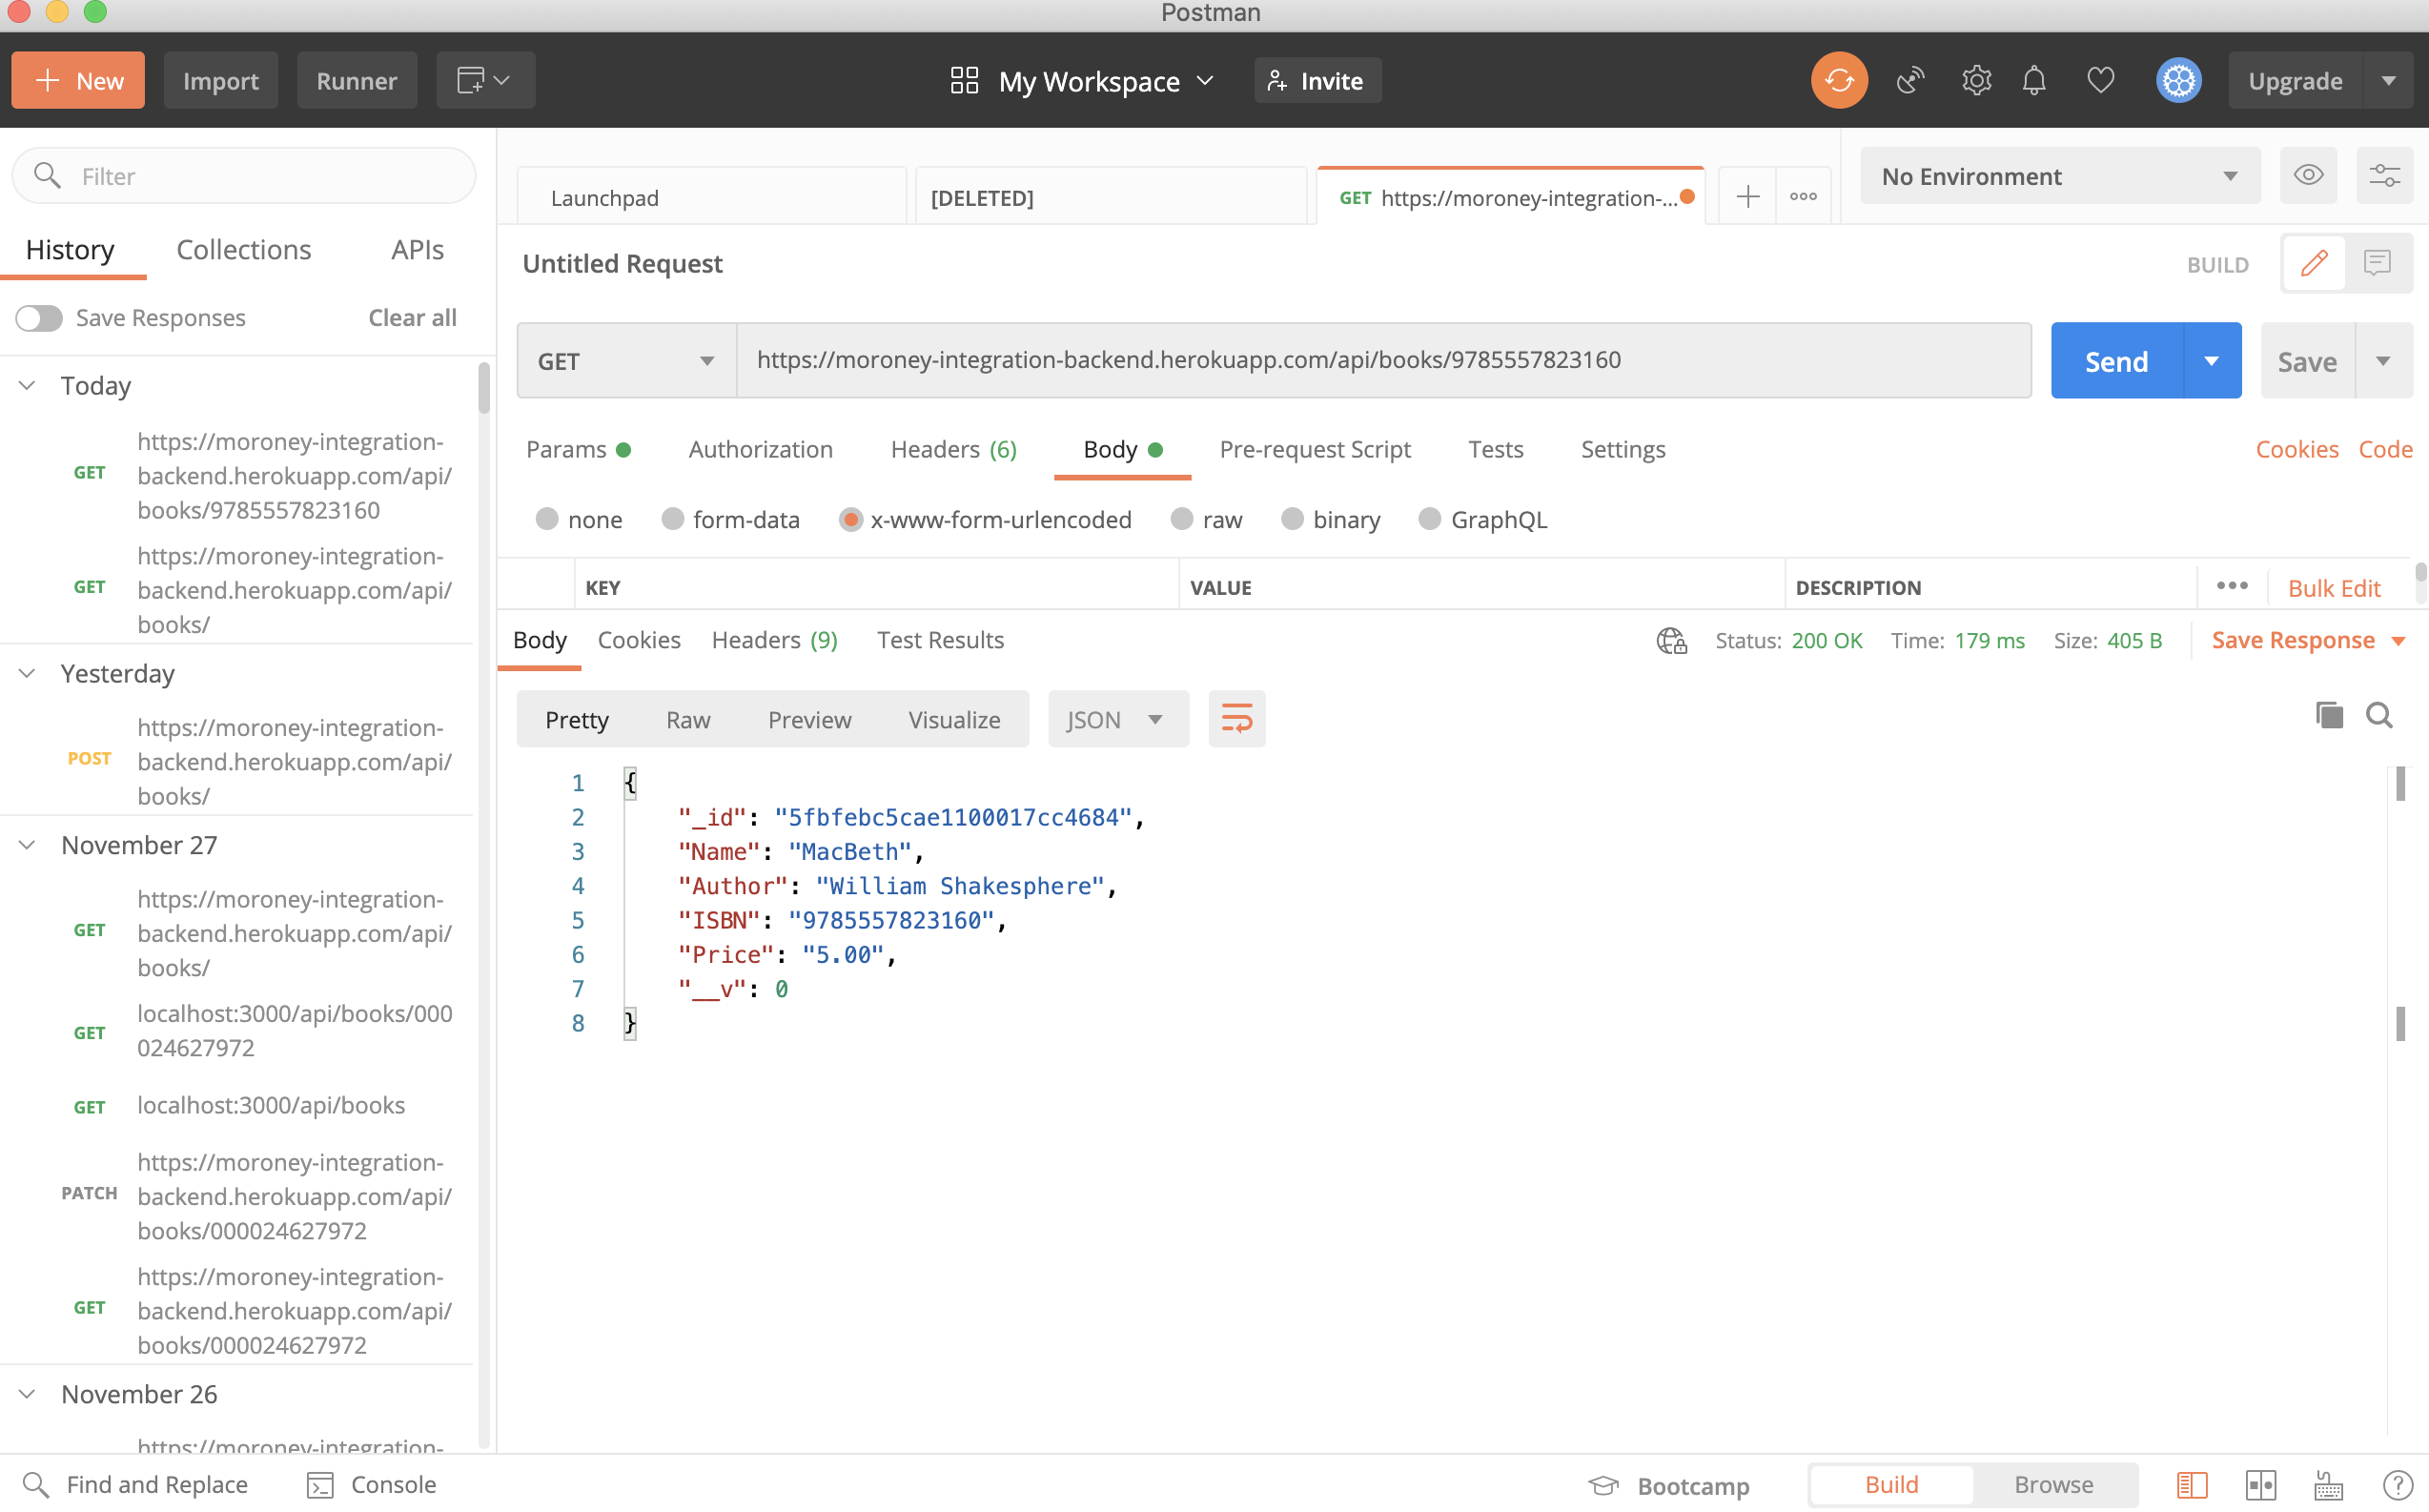 Postman
New
Import
Runner
My Workspace
Invite
Upgrade
Filter
History
Collections
APIs
Save Responses
Clear all
Today
GET
https://moroney-integration-
backend.herokuapp.com/api/
books/9785557823160
GET
https://moroney-integration-
backend.herokuapp.com/api/
books/
Yesterday
POST
https://moroney-integration-
backend.herokuapp.com/api/
books/
November 27
GET
https://moroney-integration-
backend.herokuapp.com/api/
books/
GET
localhost:3000/api/books/000
024627972
GET
localhost:3000/api/books
PATCH
https://moroney-integration-
backend.herokuapp.com/api/
books/000024627972
GET
https://moroney-integration-
backend.herokuapp.com/api/
books/000024627972
November 26
https://moroney-integration-
Launchpad
[DELETED]
GET https://moroney-integration-...
No Environment
Untitled Request
BUILD
GET
https://moroney-integration-backend.herokuapp.com/api/books/9785557823160
Send
Save
Params
Authorization
Headers (6)
Body
Pre-request Script
Tests
Settings
Cookies
Code
none
form-data
x-www-form-urlencoded
raw
binary
GraphQL
KEY
VALUE
DESCRIPTION
Bulk Edit
Body
Cookies
Headers (9)
Test Results
Status: 200 OK
Time: 179 ms
Size: 405 B
Save Response
Pretty
Raw
Preview
Visualize
JSON
1 {
2 "_id": "5fbfebc5cae1100017cc4684",
3 "Name": "MacBeth",
4 "Author": "William Shakesphere",
5 "ISBN": "9785557823160",
6 "Price": "5.00",
7 "__v": 0
8 }
Find and Replace
Console
Bootcamp
Build
Browse